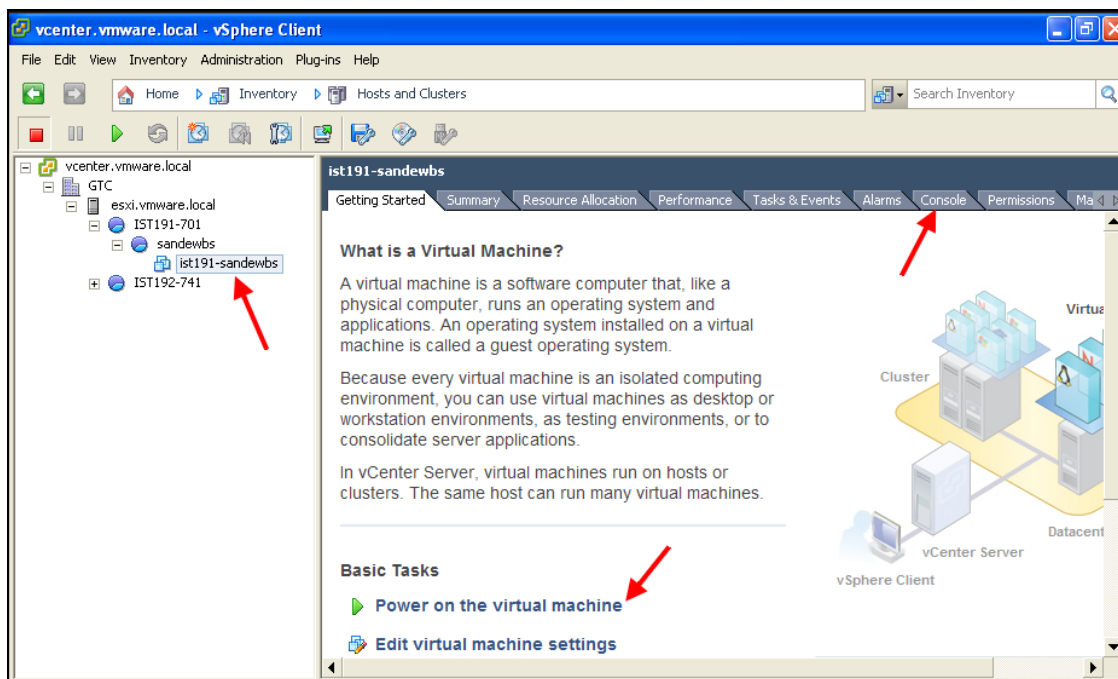 vcenter.vmware.local - vSphere Client
File Edit View Inventory Administration Plug-ins Help
Home Inventory Hosts and Clusters
Search Inventory
vcenter.vmware.local
GTC
esxi.vmware.local
IST191-701
sandewbs
ist191-sandewbs
IST192-741
ist191-sandewbs
Getting Started Summary Resource Allocation Performance Tasks & Events Alarms Console Permissions Ma
What is a Virtual Machine?
A virtual machine is a software computer that, like a
physical computer, runs an operating system and
applications. An operating system installed on a virtual
machine is called a guest operating system.
Because every virtual machine is an isolated computing
environment, you can use virtual machines as desktop or
workstation environments, as testing environments, or to
consolidate server applications.
In vCenter Server, virtual machines run on hosts or
clusters. The same host can run many virtual machines.
Basic Tasks
Power on the virtual machine
Edit virtual machine settings
Virtua
Cluster
Datacent
vCenter Server
vSphere Client